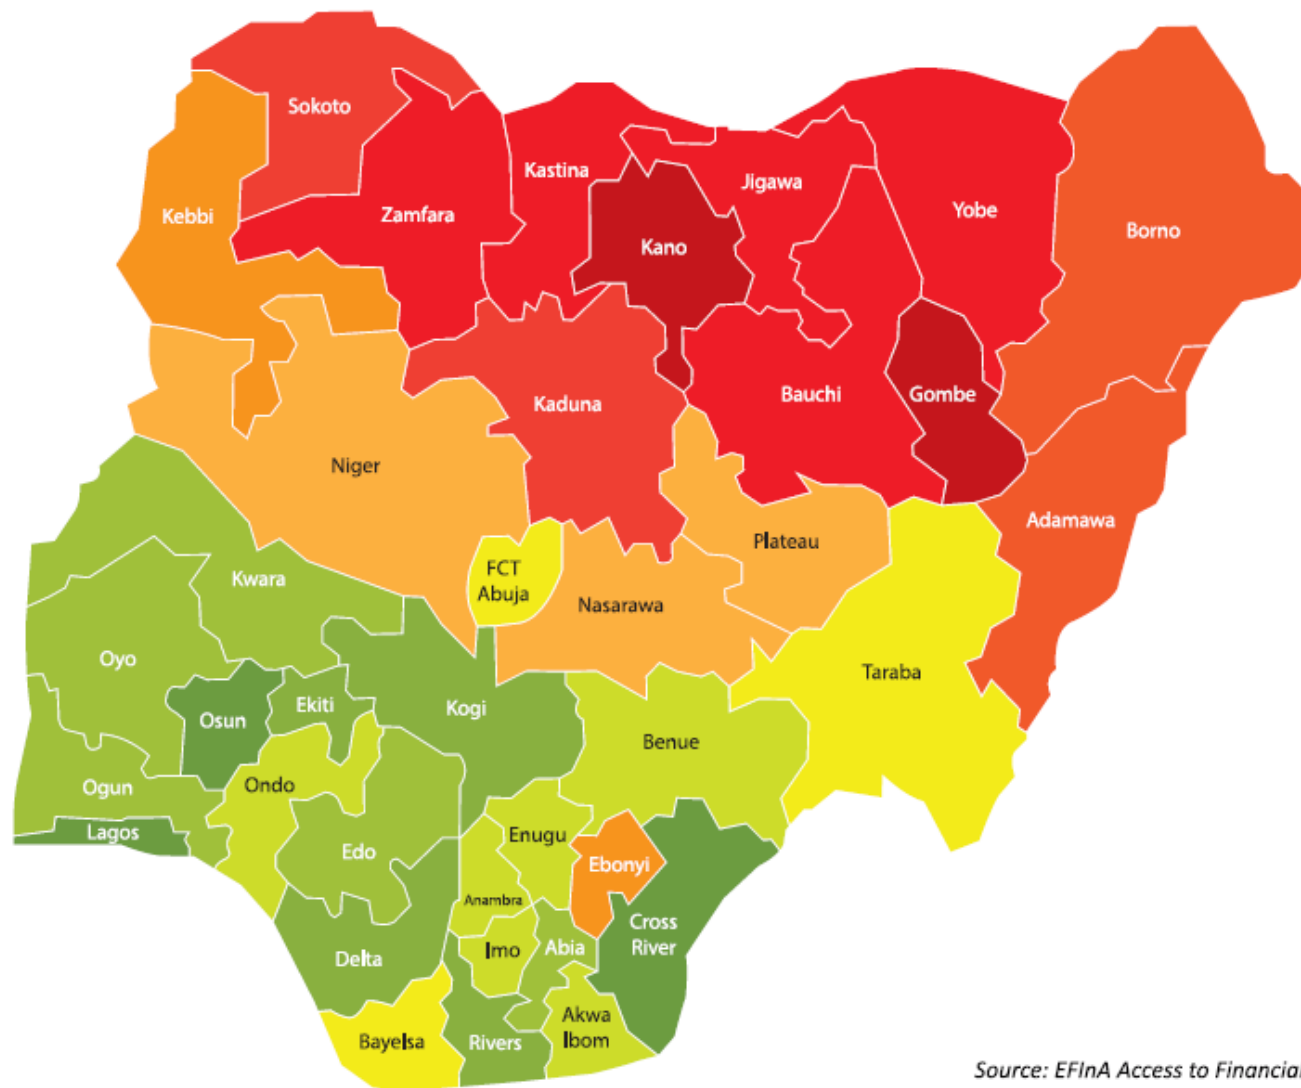 Sokoto
Kastina
Jigawa
Kebbi
Zamfara
Yobe
Borno
Kano
Bauchi
Gombe
Kaduna
Niger
Adamawa
Plateau
FCT
Abuja
Kwara
Nasarawa
Oyo
Taraba
Osun
Ekiti
Kogi
Benue
Ogun
Ondo
Lagos
Enugu
Edo
Ebonyi
Anambra
Cross
River
Delta
Imo
Abia
Akwa
Ibom
Bayelsa
Rivers
Source: EFInA Access to Financial